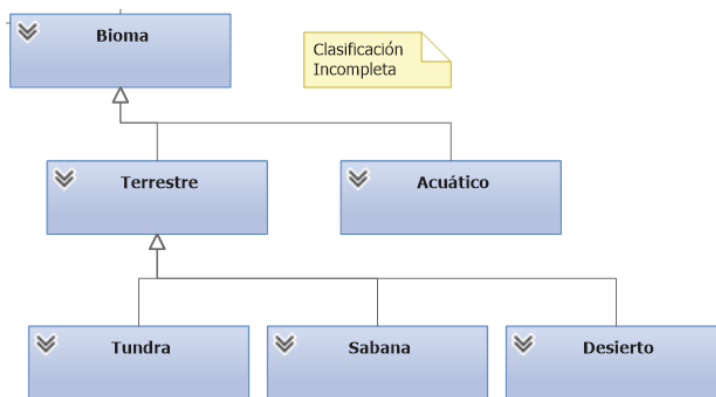 Bioma
Clasificación
Incompleta
Terrestre
Acuático
Tundra
Sabana
Desierto